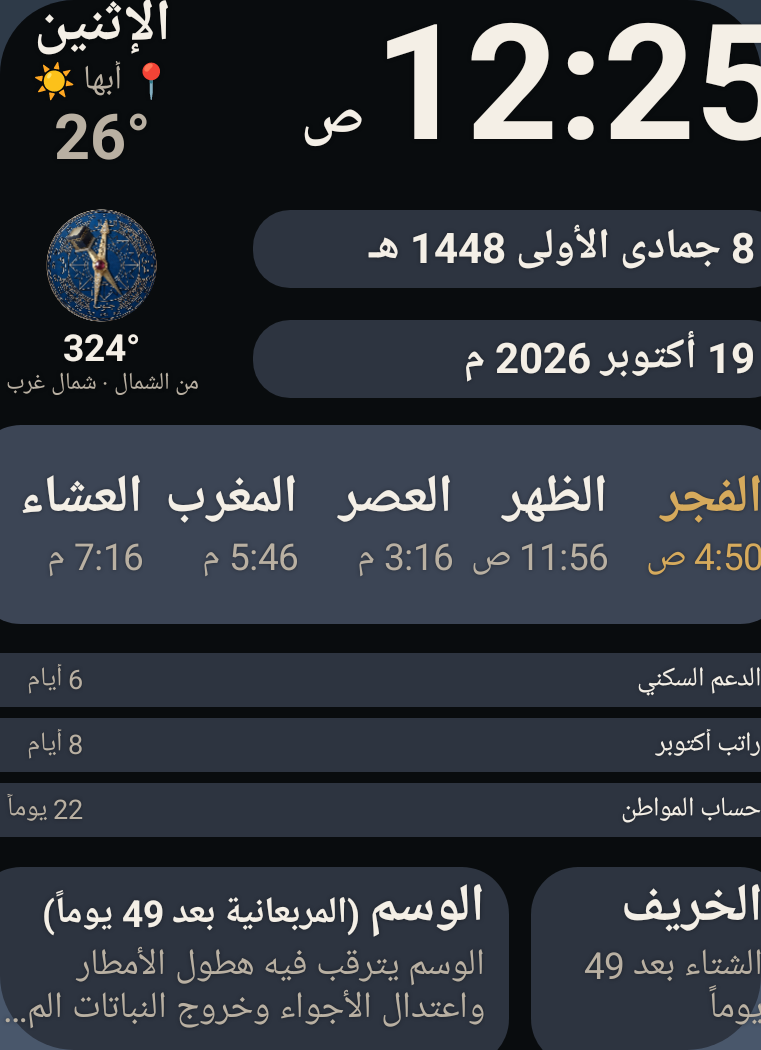 12:25 ص
الإثنين
📍 أبها ☀️
26°
8 جمادى الأولى 1448 هـ
19 أكتوبر 2026 م
324°
من الشمال · شمال غرب
الفجر الظهر العصر المغرب العشاء
4:50 ص 11:56 ص 3:16 م 5:46 م 7:16 م
الدعم السكني 6 أيام
راتب أكتوبر 8 أيام
حساب المواطن 22 يوماً
الخريف
الشتاء بعد 49
يوماً
الوسم (المربعانية بعد 49 يوماً)
الوسم يترقب فيه هطول الأمطار
واعتدال الأجواء وخروج النباتات الم...